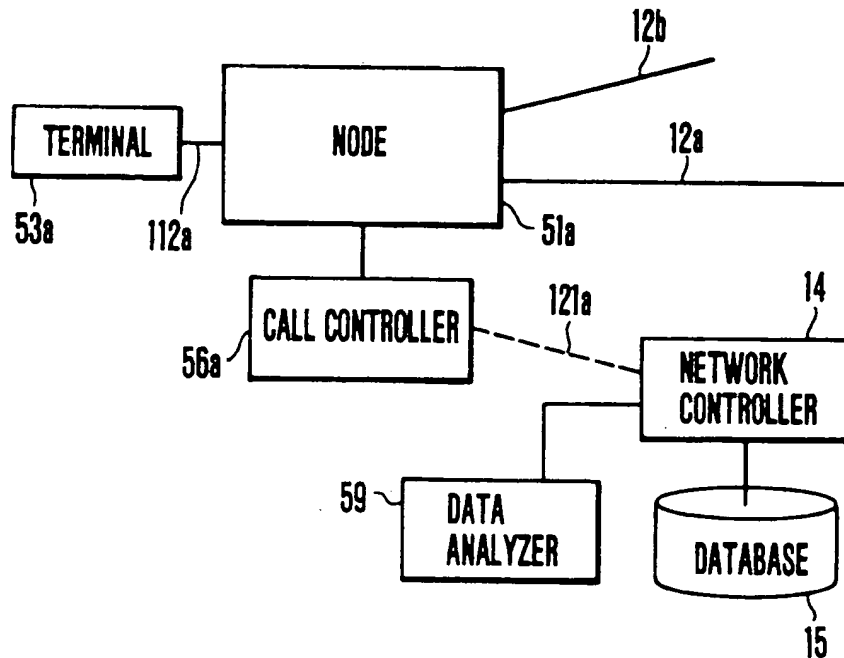 12b
TERMINAL
NODE
12a
53a
112a
51a
CALL CONTROLLER
121a
14
56a
NETWORK
CONTROLLER
59
DATA
ANALYZER
DATABASE
15